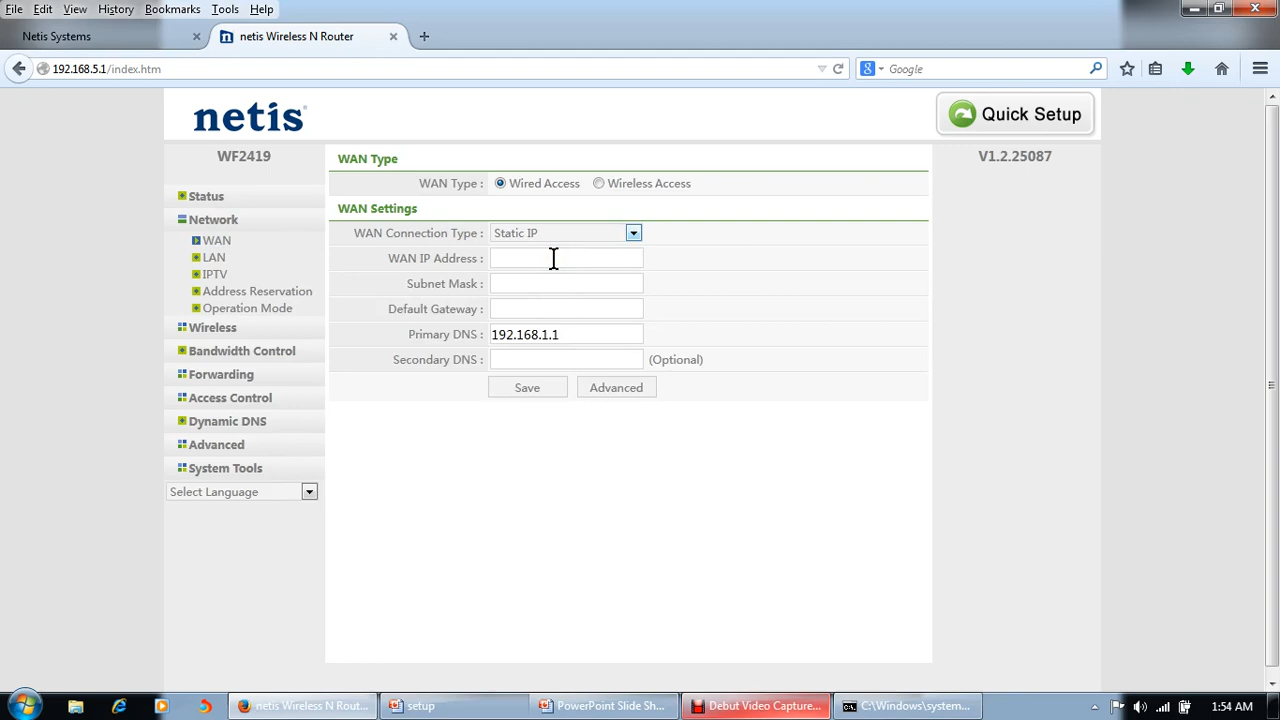 File Edit View History Bookmarks Tools Help
Netis Systems × netis Wireless N Router × +
192.168.5.1/index.htm Google
netis Quick Setup
WF2419 WAN Type V1.2.25087
WAN Type : Wired Access Wireless Access
Status
WAN Settings
Network
WAN Connection Type : Static IP
WAN
WAN IP Address :
LAN
IPTV
Subnet Mask :
Address Reservation
Operation Mode
Default Gateway :
Wireless
Primary DNS : 192.168.1.1
Bandwidth Control
Secondary DNS : (Optional)
Forwarding
Save Advanced
Access Control
Dynamic DNS
Advanced
System Tools
Select Language
netis Wireless N Rout... setup PowerPoint Slide Sh... Debut Video Capture... C:\Windows\system... 1:54 AM